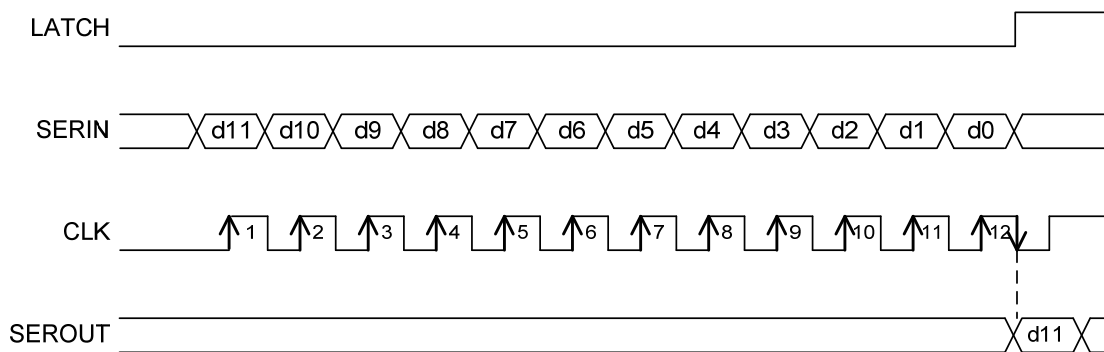 LATCH
SERIN d11 d10 d9 d8 d7 d6 d5 d4 d3 d2 d1 d0
CLK 1 2 3 4 5 6 7 8 9 10 11 12
SEROUT d11